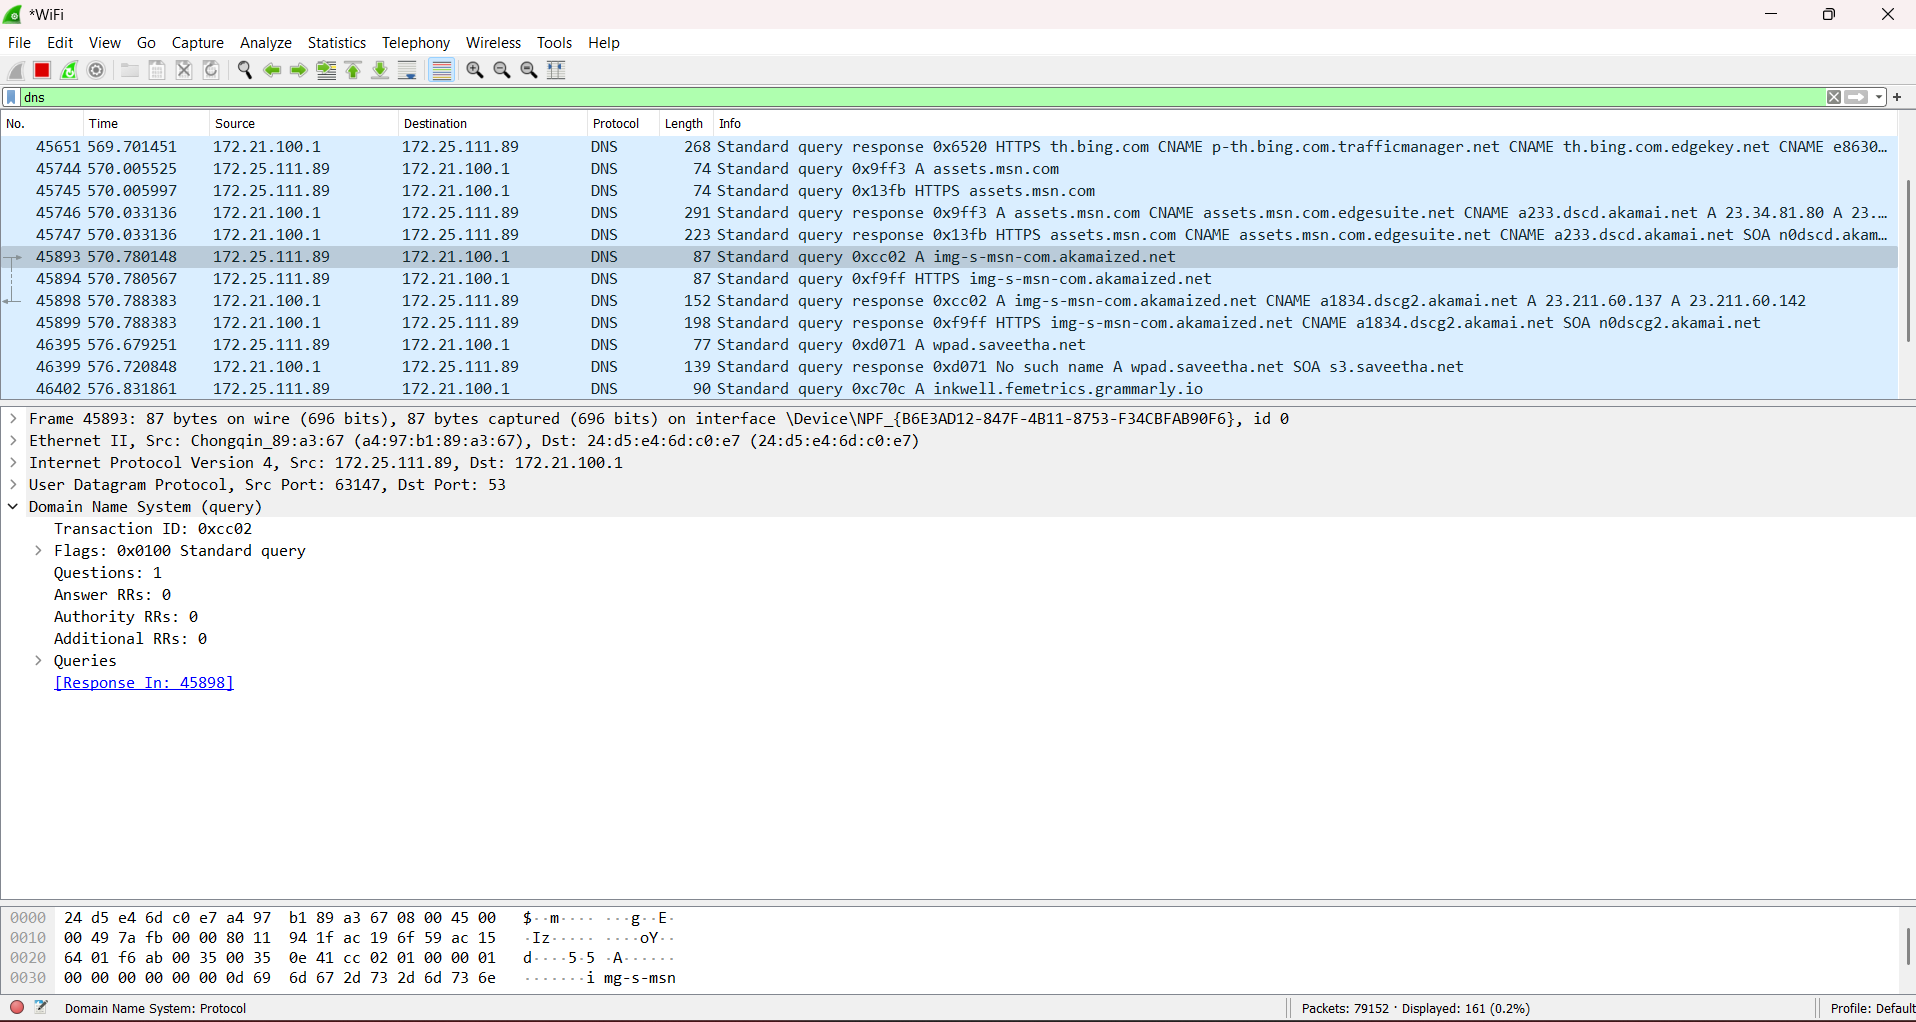 *WiFi
File Edit View Go Capture Analyze Statistics Telephony Wireless Tools Help
dns
No. Time Source Destination Protocol Length Info
45651 569.701451 172.21.100.1 172.25.111.89 DNS 268 Standard query response 0x6520 HTTPS th.bing.com CNAME p-th.bing.com.trafficmanager.net CNAME th.bing.com.edgekey.net CNAME e8630…
45744 570.005525 172.25.111.89 172.21.100.1 DNS 74 Standard query 0x9ff3 A assets.msn.com
45745 570.005997 172.25.111.89 172.21.100.1 DNS 74 Standard query 0x13fb HTTPS assets.msn.com
45746 570.033136 172.21.100.1 172.25.111.89 DNS 291 Standard query response 0x9ff3 A assets.msn.com CNAME assets.msn.com.edgesuite.net CNAME a233.dscd.akamai.net A 23.34.81.80 A 23.…
45747 570.033136 172.21.100.1 172.25.111.89 DNS 223 Standard query response 0x13fb HTTPS assets.msn.com CNAME assets.msn.com.edgesuite.net CNAME a233.dscd.akamai.net SOA n0dscd.akam…
45893 570.780148 172.25.111.89 172.21.100.1 DNS 87 Standard query 0xcc02 A img-s-msn-com.akamaized.net
45894 570.780567 172.25.111.89 172.21.100.1 DNS 87 Standard query 0xf9ff HTTPS img-s-msn-com.akamaized.net
45898 570.788383 172.21.100.1 172.25.111.89 DNS 152 Standard query response 0xcc02 A img-s-msn-com.akamaized.net CNAME a1834.dscg2.akamai.net A 23.211.60.137 A 23.211.60.142
45899 570.788383 172.21.100.1 172.25.111.89 DNS 198 Standard query response 0xf9ff HTTPS img-s-msn-com.akamaized.net CNAME a1834.dscg2.akamai.net SOA n0dscg2.akamai.net
46395 576.679251 172.25.111.89 172.21.100.1 DNS 77 Standard query 0xd071 A wpad.saveetha.net
46399 576.720848 172.21.100.1 172.25.111.89 DNS 139 Standard query response 0xd071 No such name A wpad.saveetha.net SOA s3.saveetha.net
46402 576.831861 172.25.111.89 172.21.100.1 DNS 90 Standard query 0xc70c A inkwell.femetrics.grammarly.io
Frame 45893: 87 bytes on wire (696 bits), 87 bytes captured (696 bits) on interface \Device\NPF_{B6E3AD12-847F-4B11-8753-F34CBFAB90F6}, id 0
Ethernet II, Src: Chongqin_89:a3:67 (a4:97:b1:89:a3:67), Dst: 24:d5:e4:6d:c0:e7 (24:d5:e4:6d:c0:e7)
Internet Protocol Version 4, Src: 172.25.111.89, Dst: 172.21.100.1
User Datagram Protocol, Src Port: 63147, Dst Port: 53
Domain Name System (query)
Transaction ID: 0xcc02
Flags: 0x0100 Standard query
Questions: 1
Answer RRs: 0
Authority RRs: 0
Additional RRs: 0
Queries
[Response In: 45898]
0000 24 d5 e4 6d c0 e7 a4 97 b1 89 a3 67 08 00 45 00 $··m···· ···g··E·
0010 00 49 7a fb 00 00 80 11 94 1f ac 19 6f 59 ac 15 ·Iz····· ····oY··
0020 64 01 f6 ab 00 35 00 35 0e 41 cc 02 01 00 00 01 d····5·5 ·A······
0030 00 00 00 00 00 00 0d 69 6d 67 2d 73 2d 6d 73 6e ·······i mg-s-msn
Domain Name System: Protocol Packets: 79152 · Displayed: 161 (0.2%) Profile: Default